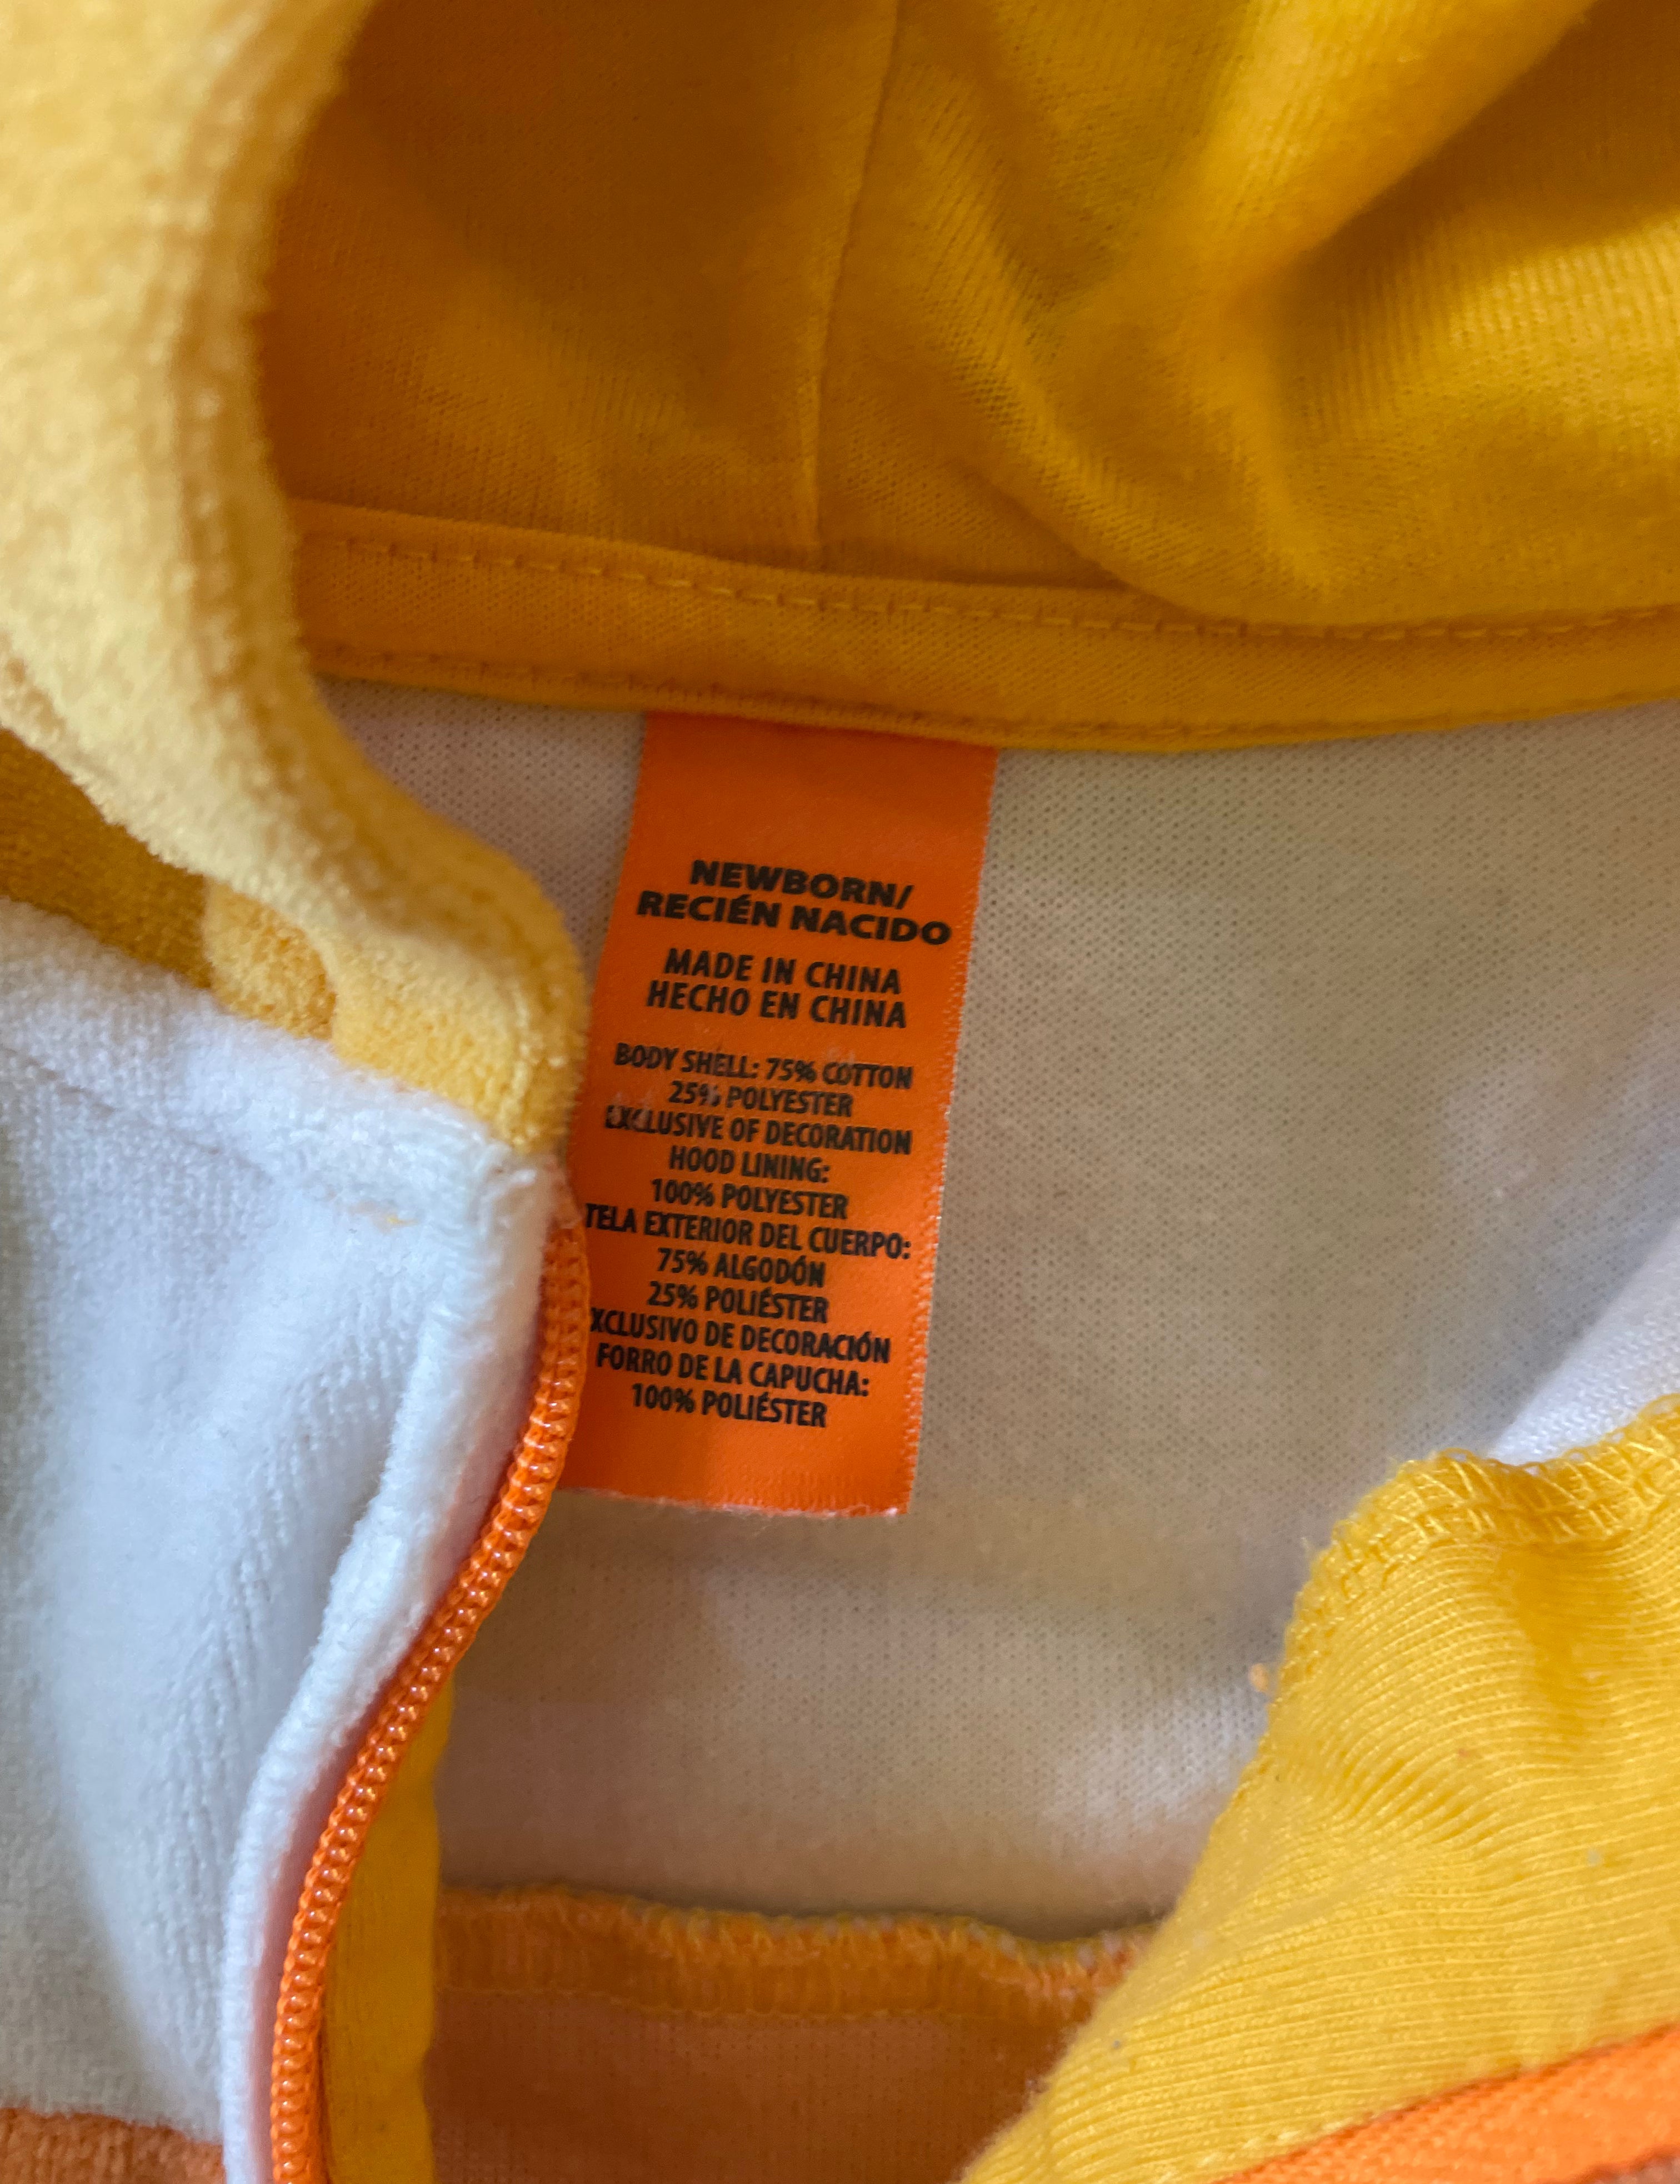 NEWBORN/
RECIÉN NACIDO
MADE IN CHINA
HECHO EN CHINA
BODY SHELL: 75% COTTON
25% POLYESTER
EXCLUSIVE OF DECORATION
HOOD LINING:
100% POLYESTER
TELA EXTERIOR DEL CUERPO:
75% ALGODÓN
25% POLIÉSTER
XCLUSIVO DE DECORACIÓN
FORRO DE LA CAPUCHA:
100% POLIÉSTER